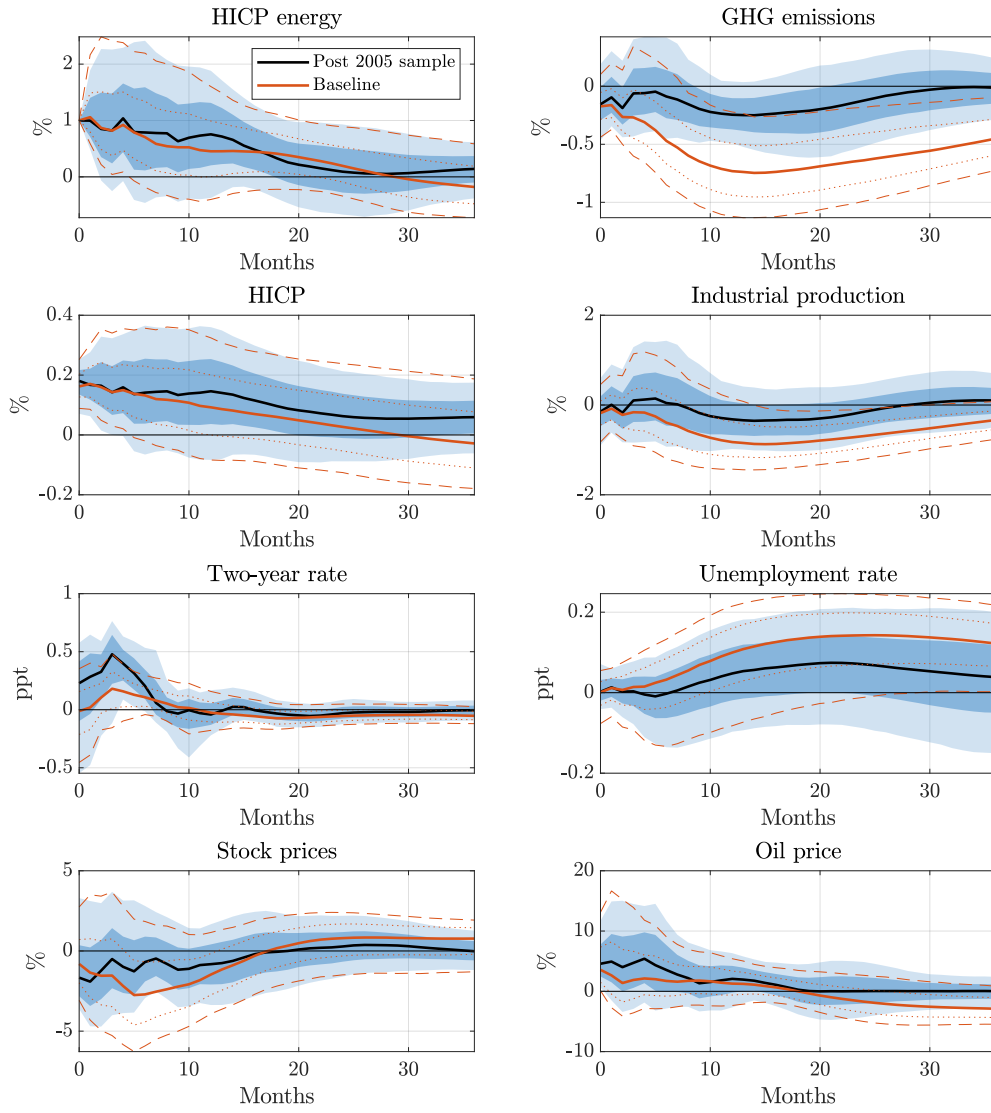 HICP energy
2
1
0
%
Post 2005 sample
Baseline
0 10 20 30
Months
GHG emissions
0
-0.5
-1
%
0 10 20 30
Months
HICP
0.4
0.2
0
-0.2
%
0 10 20 30
Months
Industrial production
2
0
-2
%
0 10 20 30
Months
Two-year rate
1
0.5
0
-0.5
ppt
0 10 20 30
Months
Unemployment rate
0.2
0
-0.2
ppt
0 10 20 30
Months
Stock prices
5
0
-5
%
0 10 20 30
Months
Oil price
20
10
0
-10
%
0 10 20 30
Months